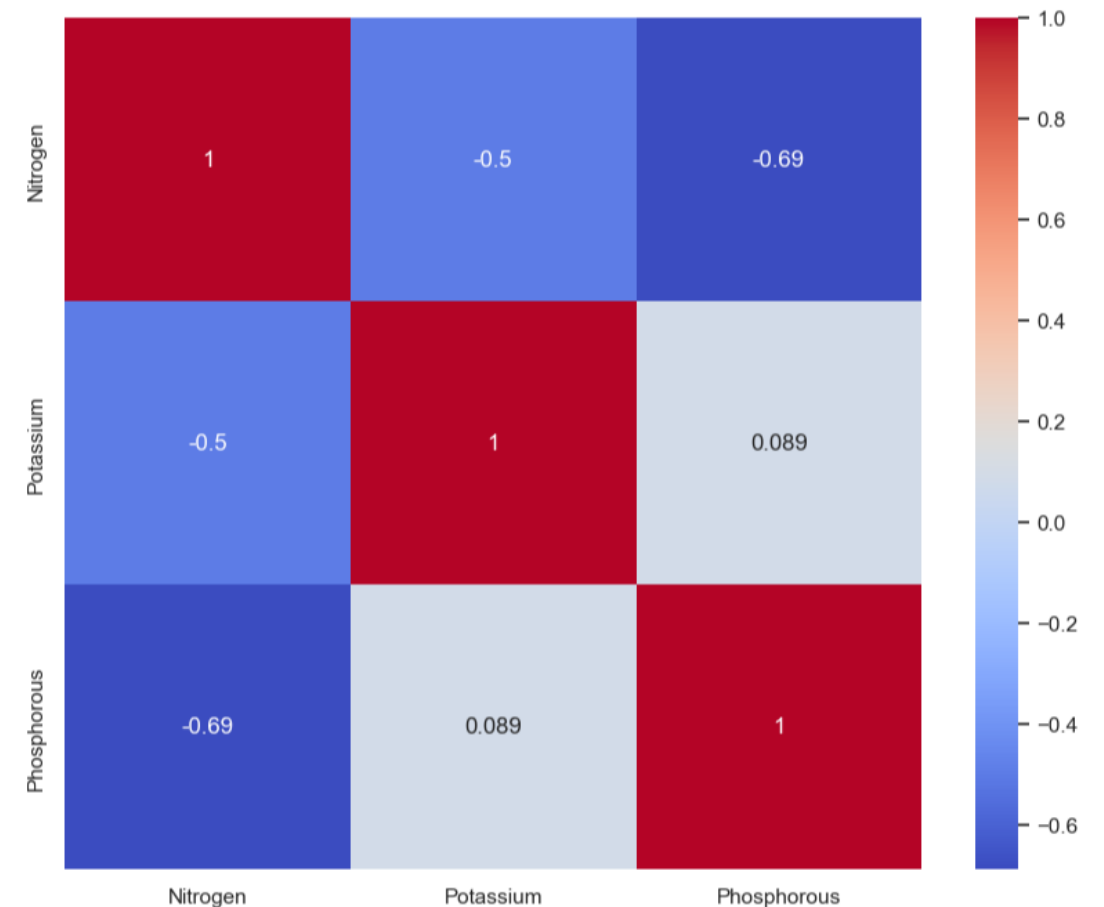 1.0
0.8
0.6
0.4
0.2
0.0
−0.2
−0.4
−0.6
Nitrogen
1 -0.5 -0.69
Potassium
-0.5 1 0.089
Phosphorous
-0.69 0.089 1
Nitrogen Potassium Phosphorous